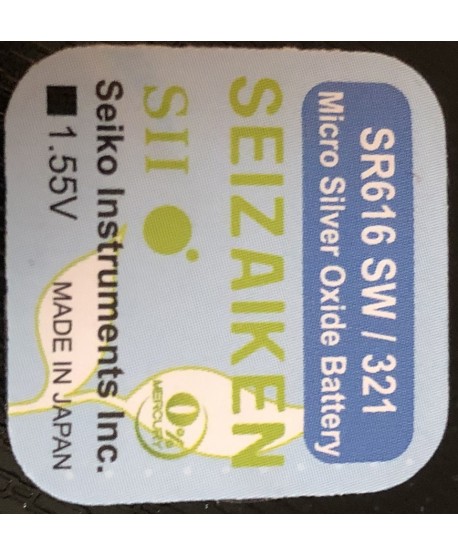 SR616 SW / 321
Micro Silver Oxide Battery
SEIZAIKEN
SII
0%
MERCURY
Seiko Instruments Inc.
1.55V MADE IN JAPAN